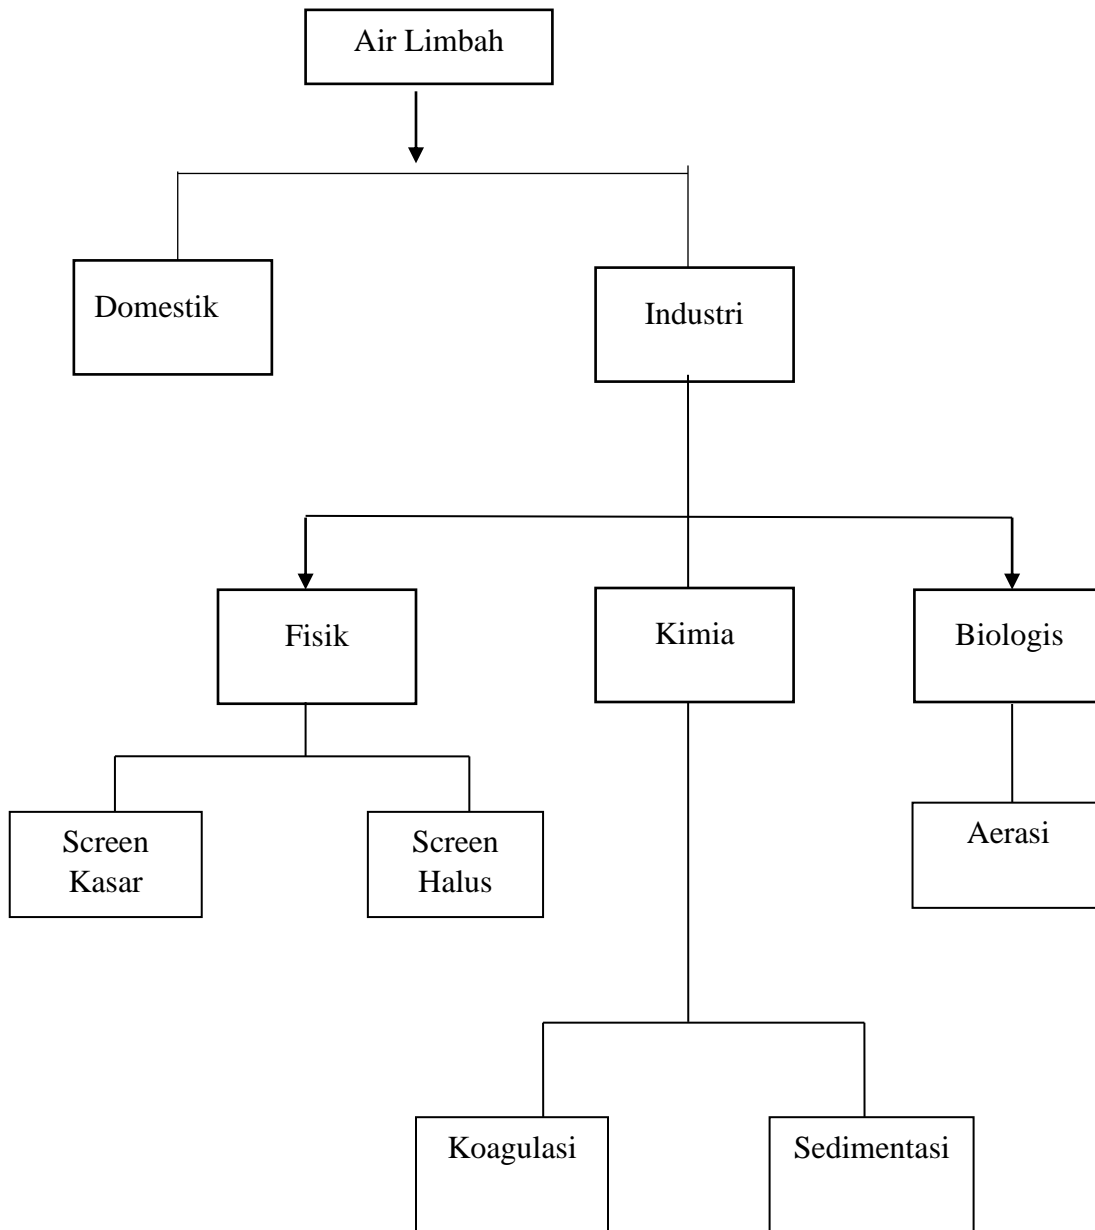 Air Limbah
Domestik
Industri
Fisik
Kimia
Biologis
Screen
Kasar
Screen
Halus
Aerasi
Koagulasi
Sedimentasi